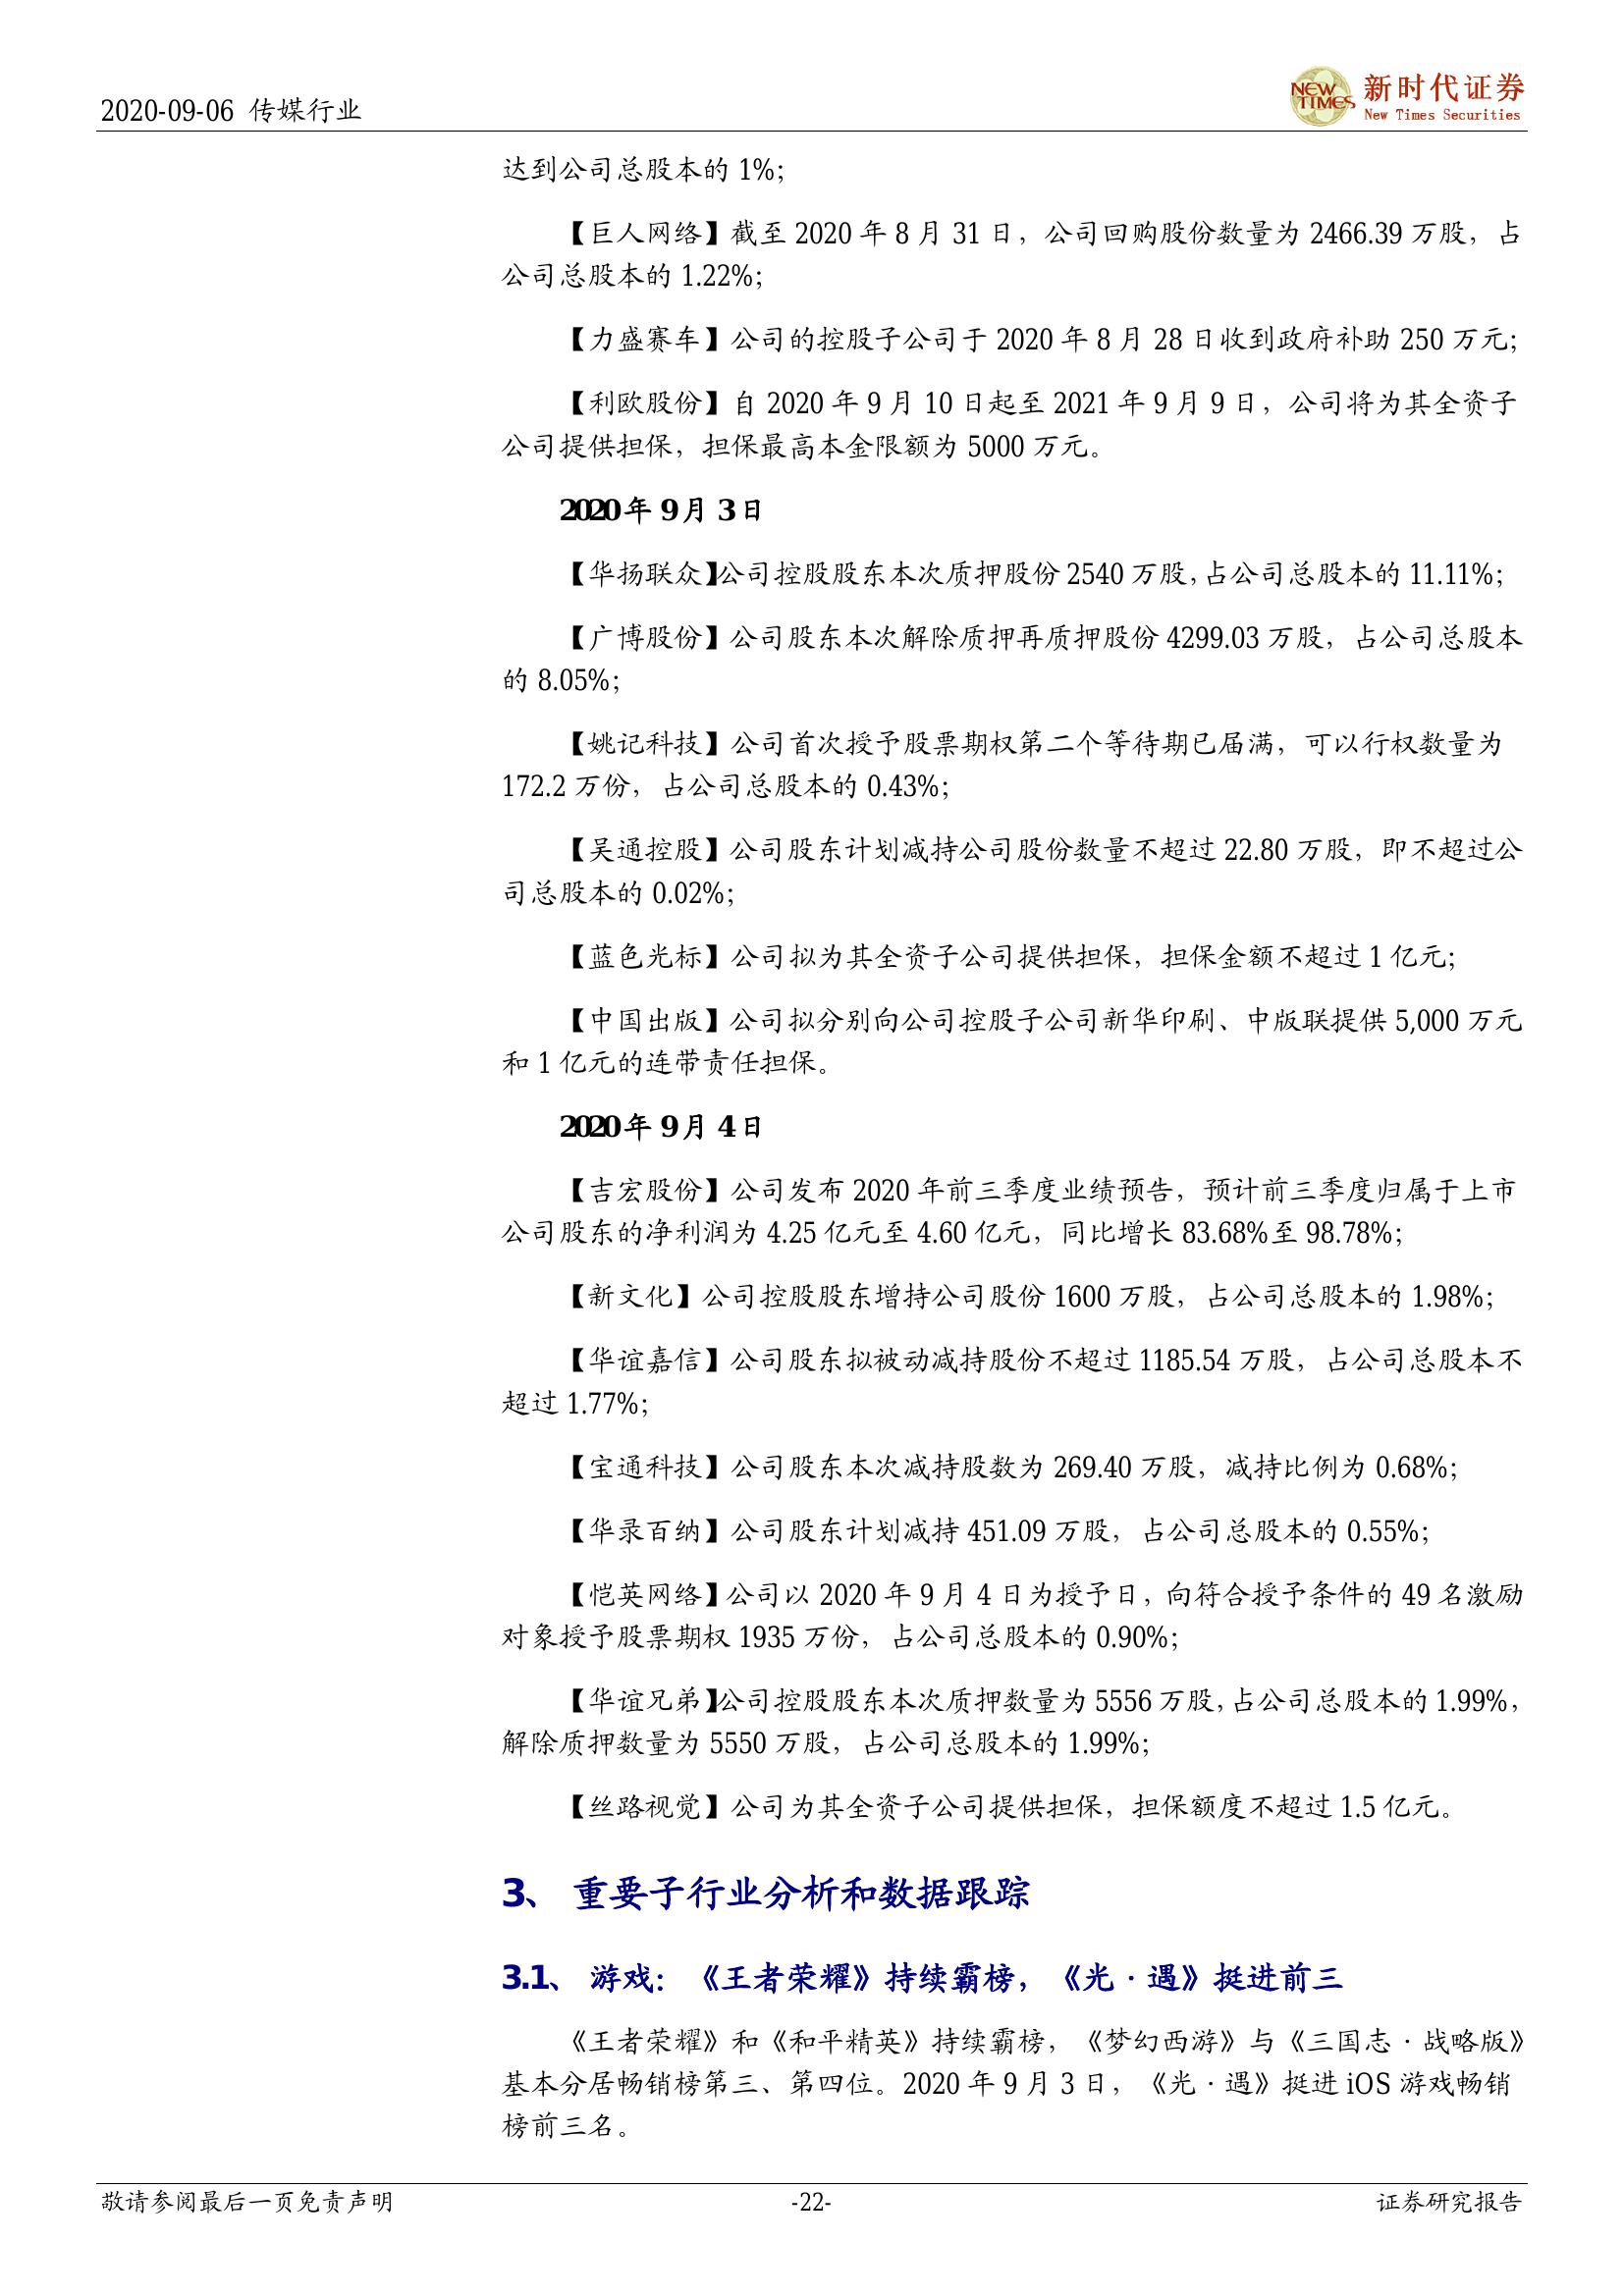 2020-09-06 传媒行业
NEW TIMES 新时代证券
New Times Securities
达到公司总股本的 1%；
【巨人网络】截至 2020 年 8 月 31 日，公司回购股份数量为 2466.39 万股，占
公司总股本的 1.22%；
【力盛赛车】公司的控股子公司于 2020 年 8 月 28 日收到政府补助 250 万元；
【利欧股份】自 2020 年 9 月 10 日起至 2021 年 9 月 9 日，公司将为其全资子
公司提供担保，担保最高本金限额为 5000 万元。
2020 年 9 月 3 日
【华扬联众】公司控股股东本次质押股份 2540 万股，占公司总股本的 11.11%；
【广博股份】公司股东本次解除质押再质押股份 4299.03 万股，占公司总股本
的 8.05%；
【姚记科技】公司首次授予股票期权第二个等待期已届满，可以行权数量为
172.2 万份，占公司总股本的 0.43%；
【吴通控股】公司股东计划减持公司股份数量不超过 22.80 万股，即不超过公
司总股本的 0.02%；
【蓝色光标】公司拟为其全资子公司提供担保，担保金额不超过 1 亿元；
【中国出版】公司拟分别向公司控股子公司新华印刷、中版联提供 5,000 万元
和 1 亿元的连带责任担保。
2020 年 9 月 4 日
【吉宏股份】公司发布 2020 年前三季度业绩预告，预计前三季度归属于上市
公司股东的净利润为 4.25 亿元至 4.60 亿元，同比增长 83.68%至 98.78%；
【新文化】公司控股股东增持公司股份 1600 万股，占公司总股本的 1.98%；
【华谊嘉信】公司股东拟被动减持股份不超过 1185.54 万股，占公司总股本不
超过 1.77%；
【宝通科技】公司股东本次减持股数为 269.40 万股，减持比例为 0.68%；
【华录百纳】公司股东计划减持 451.09 万股，占公司总股本的 0.55%；
【恺英网络】公司以 2020 年 9 月 4 日为授予日，向符合授予条件的 49 名激励
对象授予股票期权 1935 万份，占公司总股本的 0.90%；
【华谊兄弟】公司控股股东本次质押数量为 5556 万股，占公司总股本的 1.99%，
解除质押数量为 5550 万股，占公司总股本的 1.99%；
【丝路视觉】公司为其全资子公司提供担保，担保额度不超过 1.5 亿元。
3、 重要子行业分析和数据跟踪
3.1、 游戏：《王者荣耀》持续霸榜，《光·遇》挺进前三
《王者荣耀》和《和平精英》持续霸榜，《梦幻西游》与《三国志·战略版》
基本分居畅销榜第三、第四位。2020 年 9 月 3 日，《光·遇》挺进 iOS 游戏畅销
榜前三名。
敬请参阅最后一页免责声明 -22- 证券研究报告